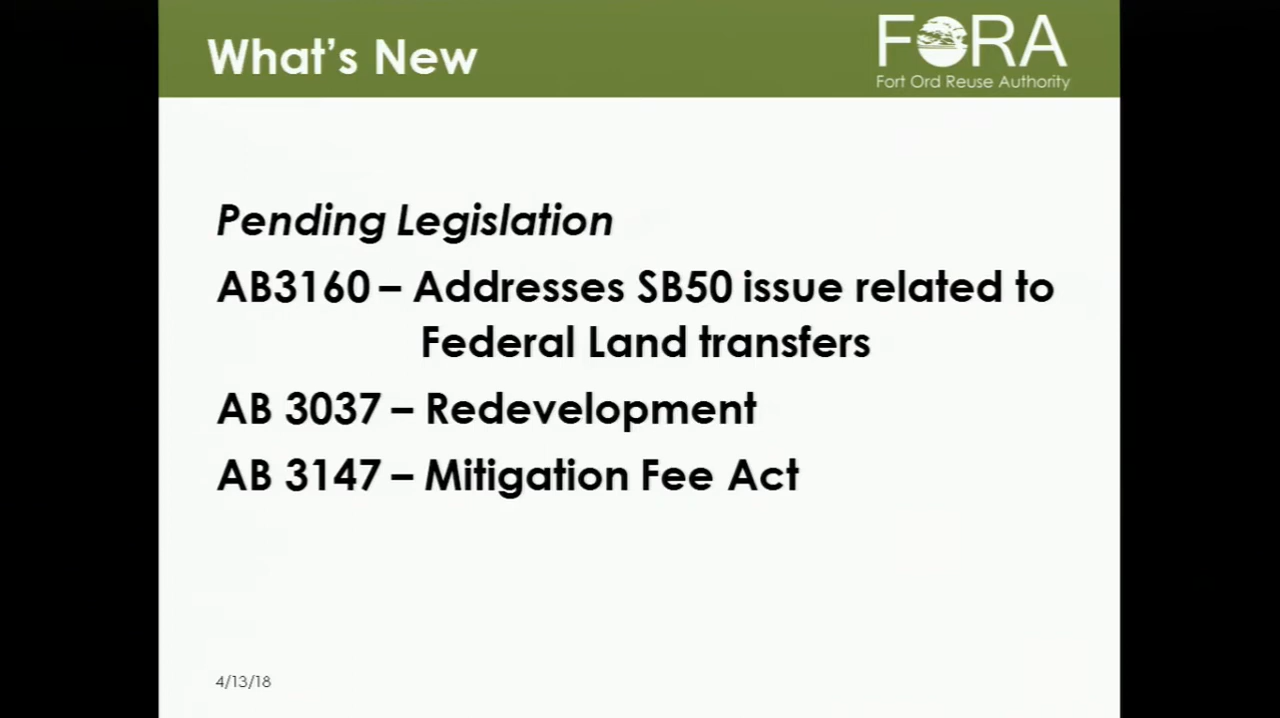 What's New
FORA
Fort Ord Reuse Authority
Pending Legislation
AB3160 – Addresses SB50 issue related to
Federal Land transfers
AB 3037 – Redevelopment
AB 3147 – Mitigation Fee Act
4/13/18